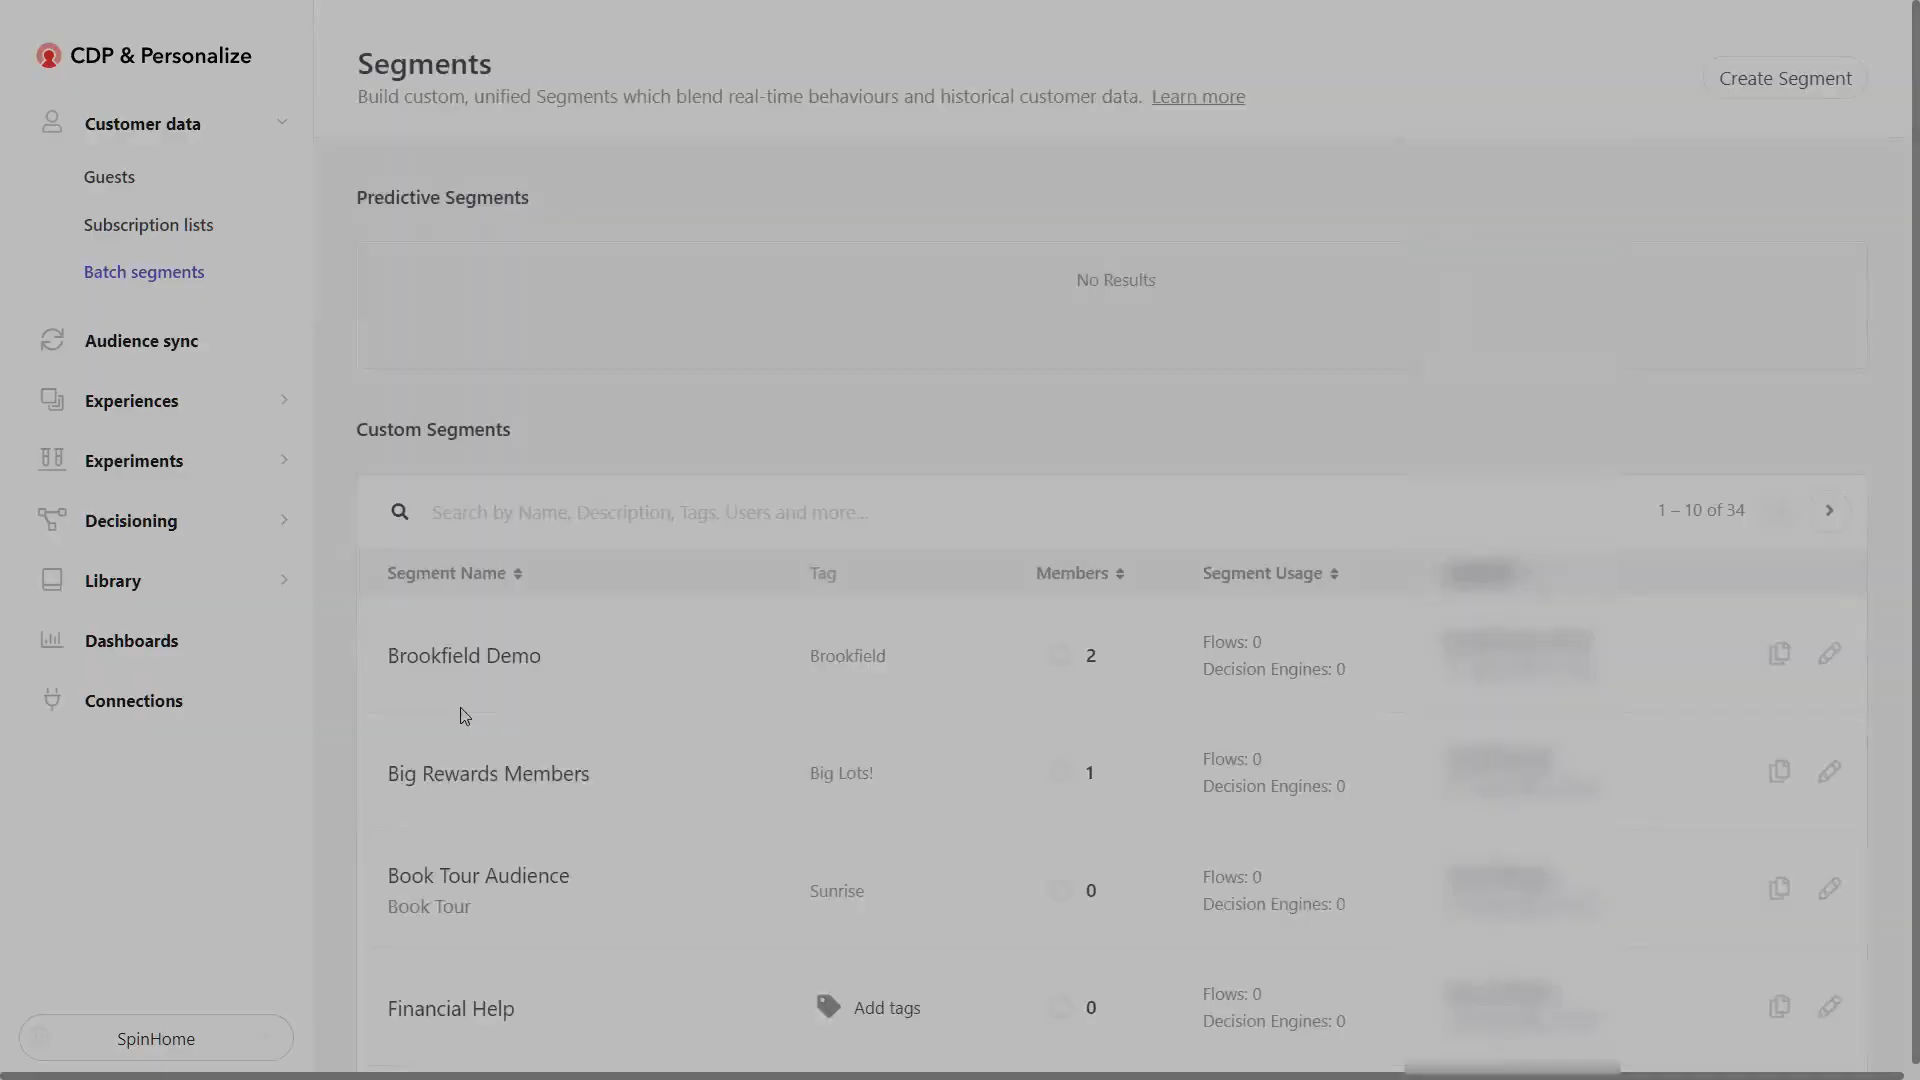 CDP & Personalize
Customer data
Guests
Subscription lists
Batch segments
Audience sync
Experiences
Experiments
Decisioning
Library
Dashboards
Connections
SpinHome
Segments
Build custom, unified Segments which blend real-time behaviours and historical customer data. Learn more
Create Segment
Predictive Segments
No Results
Custom Segments
Search by Name, Description, Tags, Users and more...
1 – 10 of 34
Segment Name Tag Members Segment Usage
Brookfield Demo Brookfield 2 Flows: 0
Decision Engines: 0
Big Rewards Members Big Lots! 1 Flows: 0
Decision Engines: 0
Book Tour Audience Sunrise 0 Flows: 0
Book Tour Decision Engines: 0
Financial Help Add tags 0 Flows: 0
Decision Engines: 0